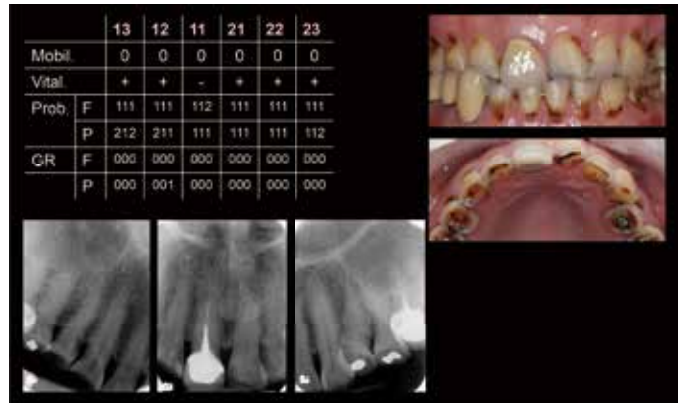 13 12 11 21 22 23
Mobil. 0 0 0 0 0 0
Vital. + + - + + +
Prob. F 111 111 112 111 111 111
P 212 211 111 111 111 112
GR F 000 000 000 000 000 000
P 000 001 000 000 000 000